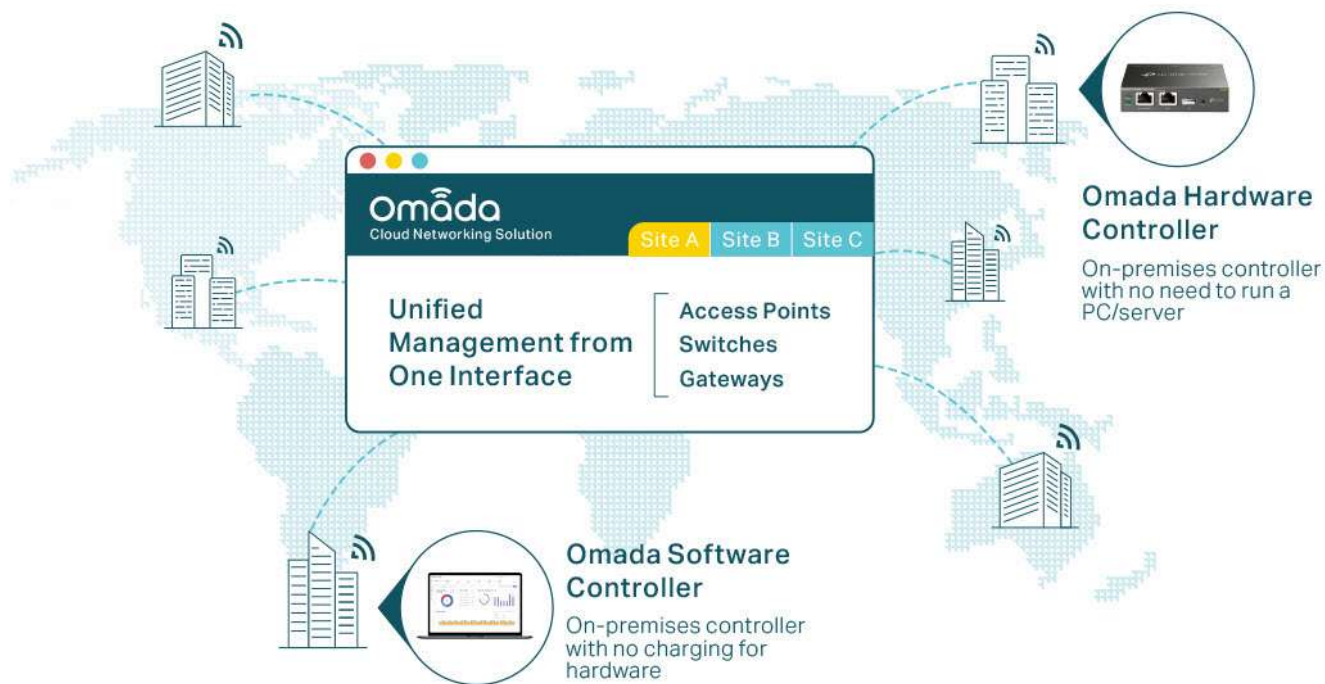 Omada
Cloud Networking Solution
Site A
Site B
Site C
Unified
Management from
One Interface
Access Points
Switches
Gateways
Omada Hardware
Controller
On-premises controller
with no need to run a
PC/server
Omada Software
Controller
On-premises controller
with no charging for
hardware